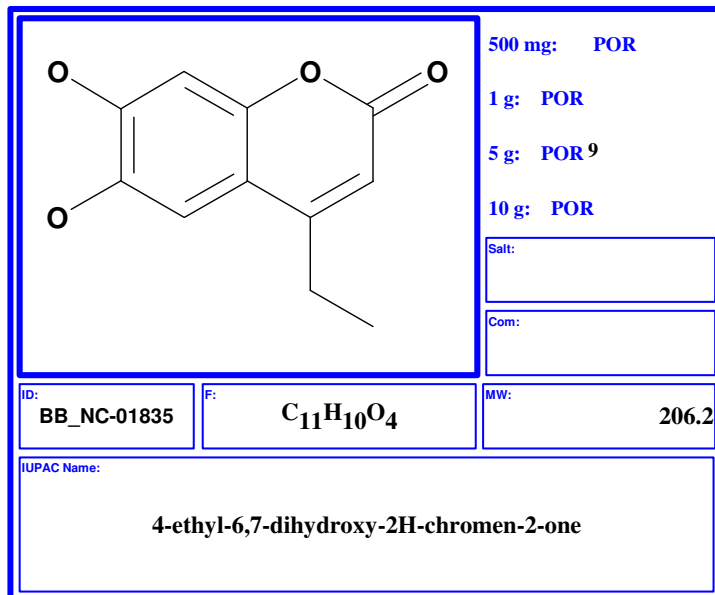 O O O
O
500 mg: POR
1 g: POR
5 g: POR 9
10 g: POR
Salt:
Com:
ID: BB_NC-01835
F: C11H10O4
MW: 206.2
IUPAC Name:
4-ethyl-6,7-dihydroxy-2H-chromen-2-one